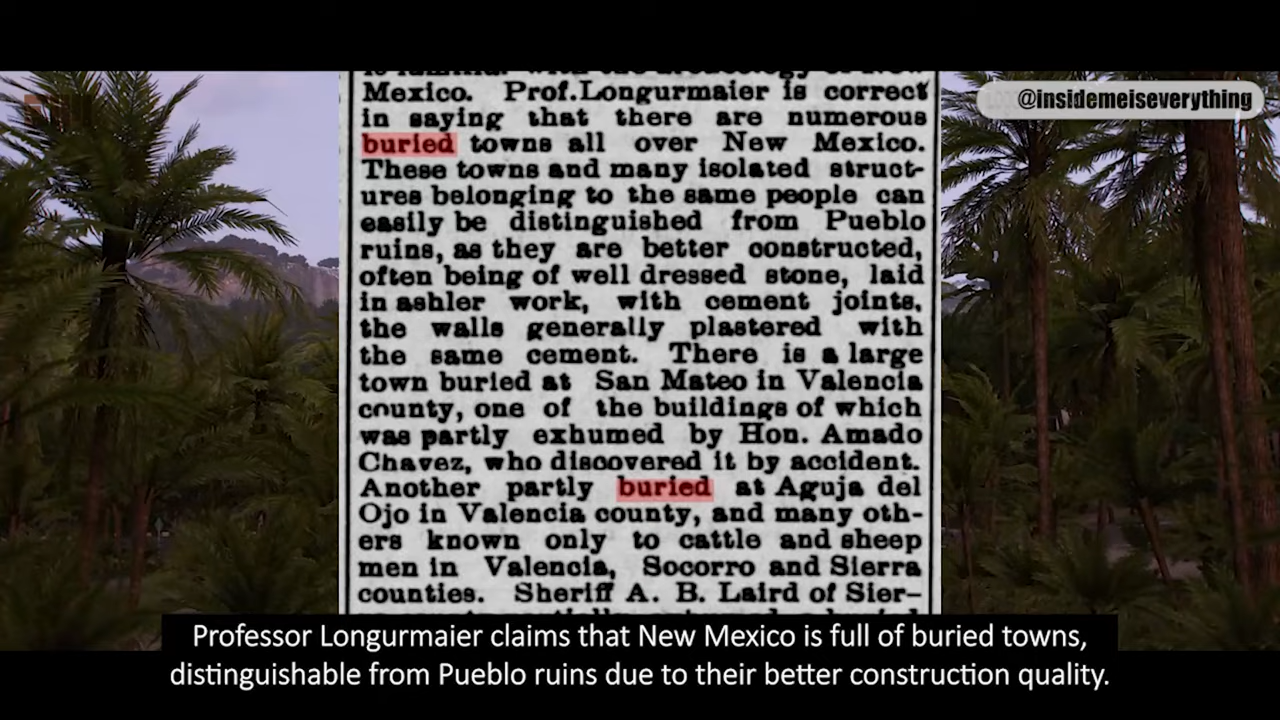 @insidemeiseverything
Mexico. Prof. Longurmaier is correct
in saying that there are numerous
buried towns all over New Mexico.
These towns and many isolated struct-
ures belonging to the same people can
easily be distinguished from Pueblo
ruins, as they are better constructed,
often being of well dressed stone, laid
in ashler work, with cement joints,
the walls generally plastered with
the same cement. There is a large
town buried at San Mateo in Valencia
county, one of the buildings of which
was partly exhumed by Hon. Amado
Chavez, who discovered it by accident.
Another partly buried at Aguja del
Ojo in Valencia county, and many oth-
ers known only to cattle and sheep
men in Valencia, Socorro and Sierra
counties. Sheriff A. B. Laird of Sier-
Professor Longurmaier claims that New Mexico is full of buried towns,
distinguishable from Pueblo ruins due to their better construction quality.